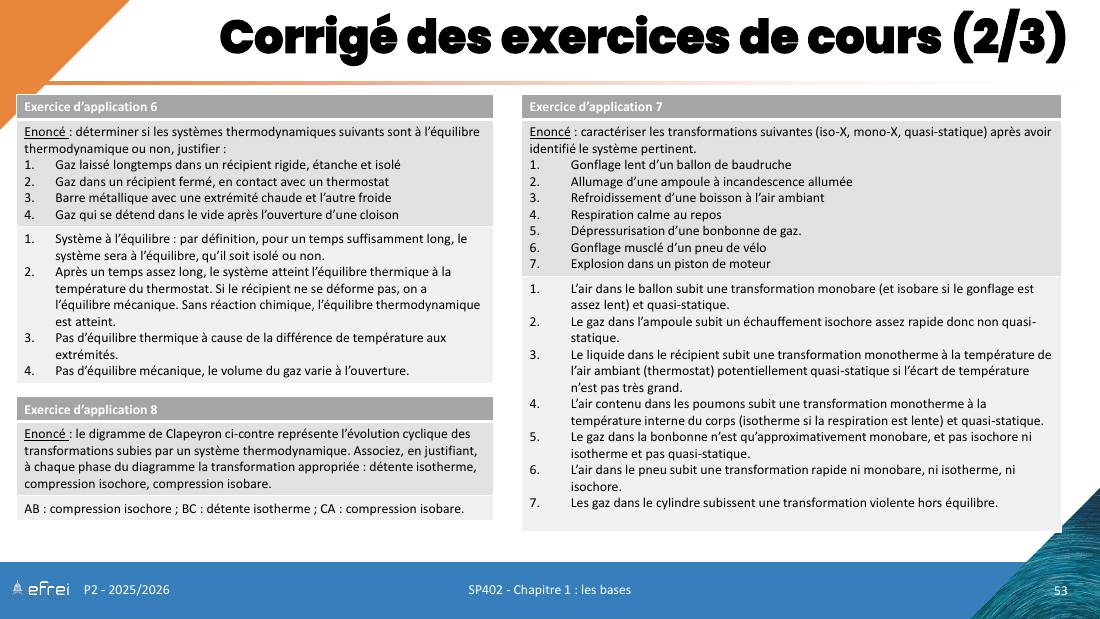 Corrigé des exercices de cours (2/3)
Exercice d’application 6
Enoncé : déterminer si les systèmes thermodynamiques suivants sont à l’équilibre
thermodynamique ou non, justifier :
1. Gaz laissé longtemps dans un récipient rigide, étanche et isolé
2. Gaz dans un récipient fermé, en contact avec un thermostat
3. Barre métallique avec une extrémité chaude et l’autre froide
4. Gaz qui se détend dans le vide après l’ouverture d’une cloison
1. Système à l’équilibre : par définition, pour un temps suffisamment long, le
système sera à l’équilibre, qu’il soit isolé ou non.
2. Après un temps assez long, le système atteint l’équilibre thermique à la
température du thermostat. Si le récipient ne se déforme pas, on a
l’équilibre mécanique. Sans réaction chimique, l’équilibre thermodynamique
est atteint.
3. Pas d’équilibre thermique à cause de la différence de température aux
extrémités.
4. Pas d’équilibre mécanique, le volume du gaz varie à l’ouverture.
Exercice d’application 8
Enoncé : le digramme de Clapeyron ci-contre représente l’évolution cyclique des
transformations subies par un système thermodynamique. Associez, en justifiant,
à chaque phase du diagramme la transformation appropriée : détente isotherme,
compression isochore, compression isobare.
AB : compression isochore ; BC : détente isotherme ; CA : compression isobare.
Exercice d’application 7
Enoncé : caractériser les transformations suivantes (iso-X, mono-X, quasi-statique) après avoir
identifié le système pertinent.
1. Gonflage lent d’un ballon de baudruche
2. Allumage d’une ampoule à incandescence allumée
3. Refroidissement d’une boisson à l’air ambiant
4. Respiration calme au repos
5. Dépressurisation d’une bonbonne de gaz.
6. Gonflage musclé d’un pneu de vélo
7. Explosion dans un piston de moteur
1. L’air dans le ballon subit une transformation monobare (et isobare si le gonflage est
assez lent) et quasi-statique.
2. Le gaz dans l’ampoule subit un échauffement isochore assez rapide donc non quasi-
statique.
3. Le liquide dans le récipient subit une transformation monotherme à la température de
l’air ambiant (thermostat) potentiellement quasi-statique si l’écart de température
n’est pas très grand.
4. L’air contenu dans les poumons subit une transformation monotherme à la
température interne du corps (isotherme si la respiration est lente) et quasi-statique.
5. Le gaz dans la bonbonne n’est qu’approximativement monobare, et pas isochore ni
isotherme et pas quasi-statique.
6. L’air dans le pneu subit une transformation rapide ni monobare, ni isotherme, ni
isochore.
7. Les gaz dans le cylindre subissent une transformation violente hors équilibre.
efrei
P2 - 2025/2026
SP402 - Chapitre 1 : les bases
53